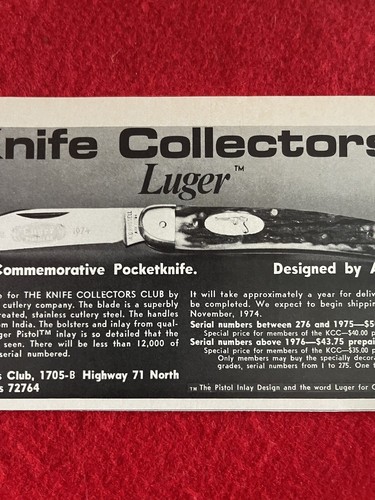 Knife Collectors
Luger™
1974
Commemorative Pocketknife.
Designed by A
e for THE KNIFE COLLECTORS CLUB by
cutlery company. The blade is a superbly
reated, stainless cutlery steel. The handles
om India. The bolsters and inlay from qual-
ger Pistol™ inlay is so detailed that the
seen. There will be less than 12,000 of
serial numbered.
s Club, 1705-B Highway 71 North
s 72764
It will take approximately a year for delive
be completed. We expect to begin shippin
November, 1974.
Serial numbers between 276 and 1975—$5
Special price for members of the KCC—$40.00 p
Serial numbers above 1976—$43.75 prepai
Special price for members of the KCC—$35.00 p
Only members may buy the specially decora
grades, serial numbers from 1 to 275. One t
™ The Pistol Inlay Design and the word Luger for C